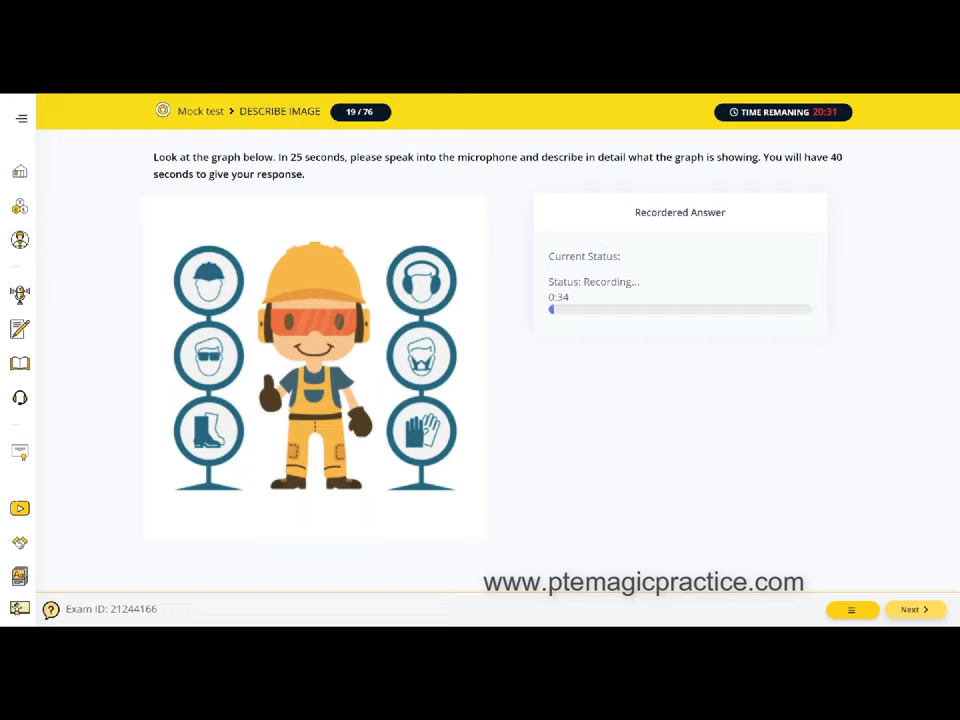 Mock test > DESCRIBE IMAGE 19 / 76 TIME REMANING 20:31
Look at the graph below. In 25 seconds, please speak into the microphone and describe in detail what the graph is showing. You will have 40
seconds to give your response.
Recordered Answer
Current Status:
Status: Recording...
0:34
www.ptemagicpractice.com
Exam ID: 21244166
Next >